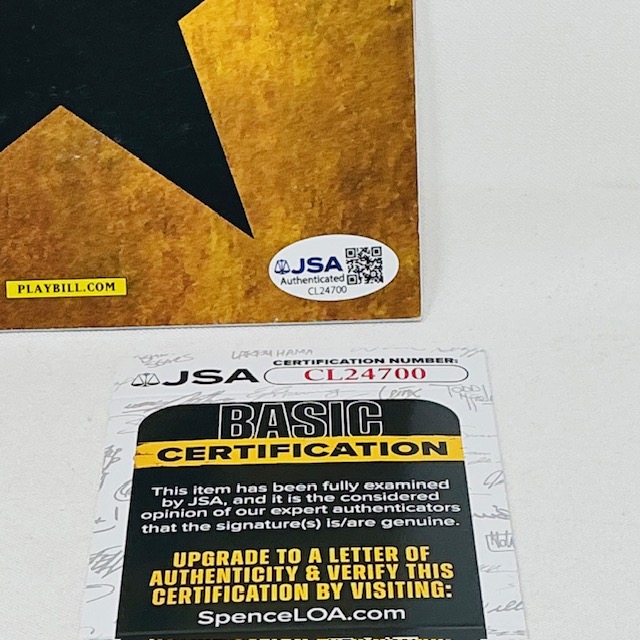 PLAYBILL.COM
JSA
Authenticated
CL24700
LARRY HAMA
CERTIFICATION NUMBER:
JSA CL24700
BASIC
CERTIFICATION
This item has been fully examined
by JSA, and it is the considered
opinion of our expert authenticators
that the signature(s) is/are genuine.
UPGRADE TO A LETTER OF
AUTHENTICITY & VERIFY THIS
CERTIFICATION BY VISITING:
SpenceLOA.com